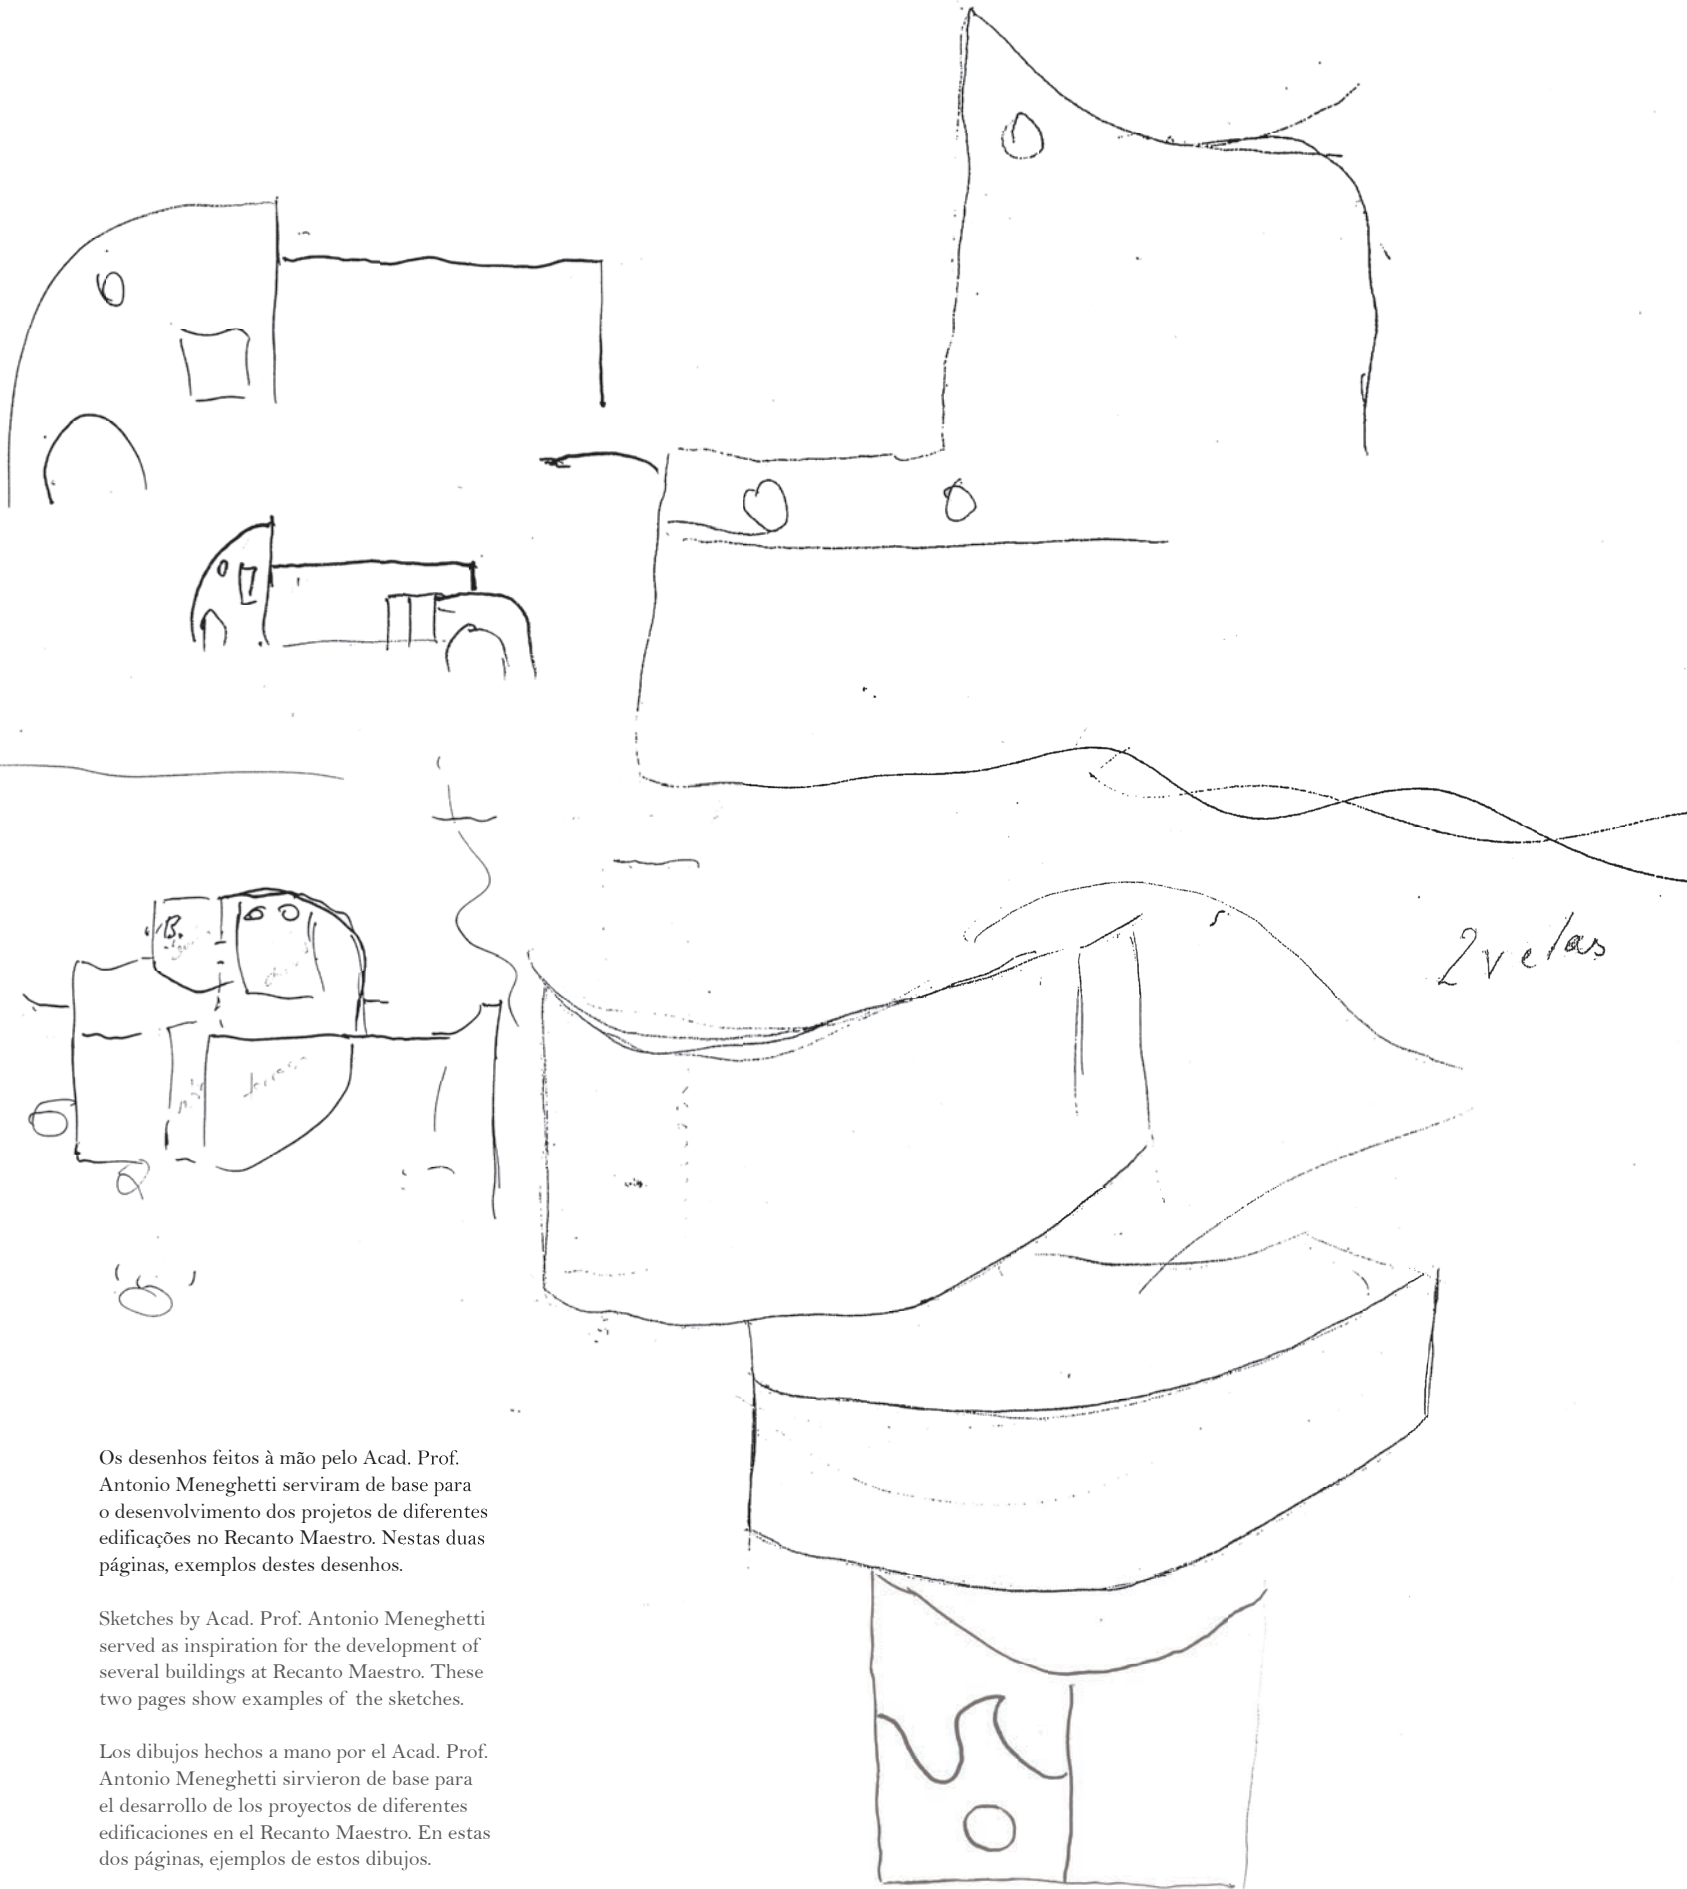 2 velas
B.
terrasse
Os desenhos feitos à mão pelo Acad. Prof.
Antonio Meneghetti serviram de base para
o desenvolvimento dos projetos de diferentes
edificações no Recanto Maestro. Nestas duas
páginas, exemplos destes desenhos.
Sketches by Acad. Prof. Antonio Meneghetti
served as inspiration for the development of
several buildings at Recanto Maestro. These
two pages show examples of the sketches.
Los dibujos hechos a mano por el Acad. Prof.
Antonio Meneghetti sirvieron de base para
el desarrollo de los proyectos de diferentes
edificaciones en el Recanto Maestro. En estas
dos páginas, ejemplos de estos dibujos.